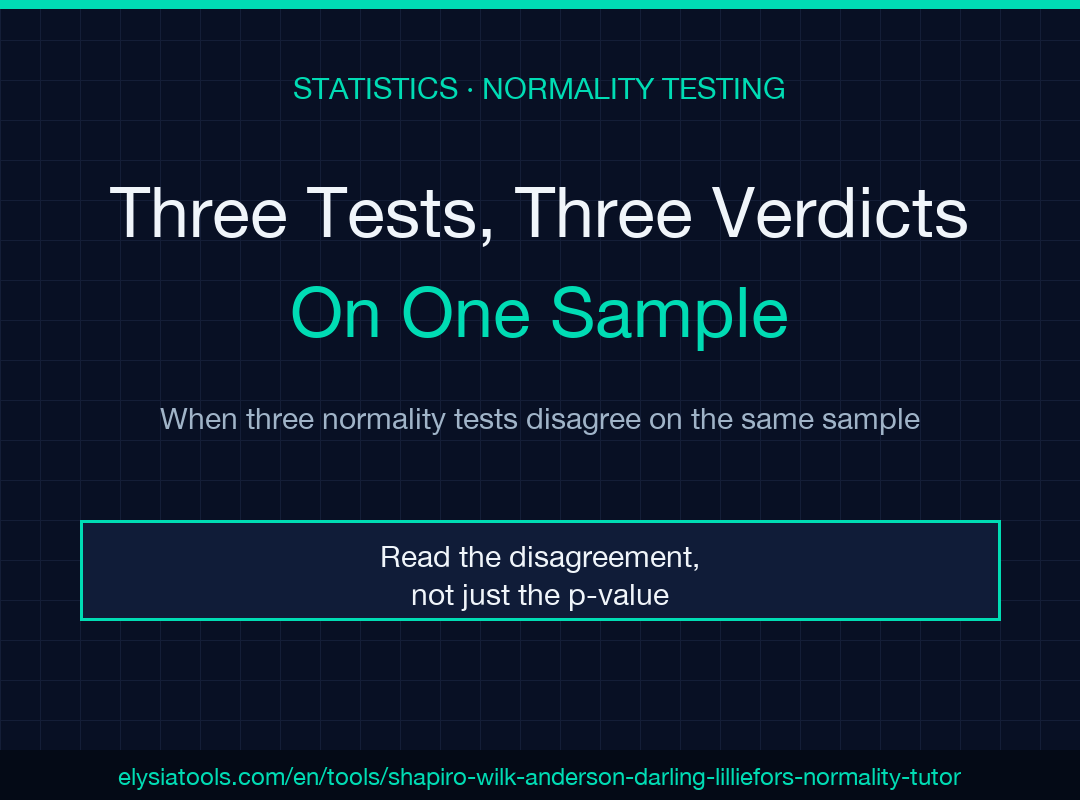 STATISTICS · NORMALITY TESTING
Three Tests, Three Verdicts
On One Sample
When three normality tests disagree on the same sample
Read the disagreement,
not just the p-value
elysiatools.com/en/tools/shapiro-wilk-anderson-darling-lilliefors-normality-tutor